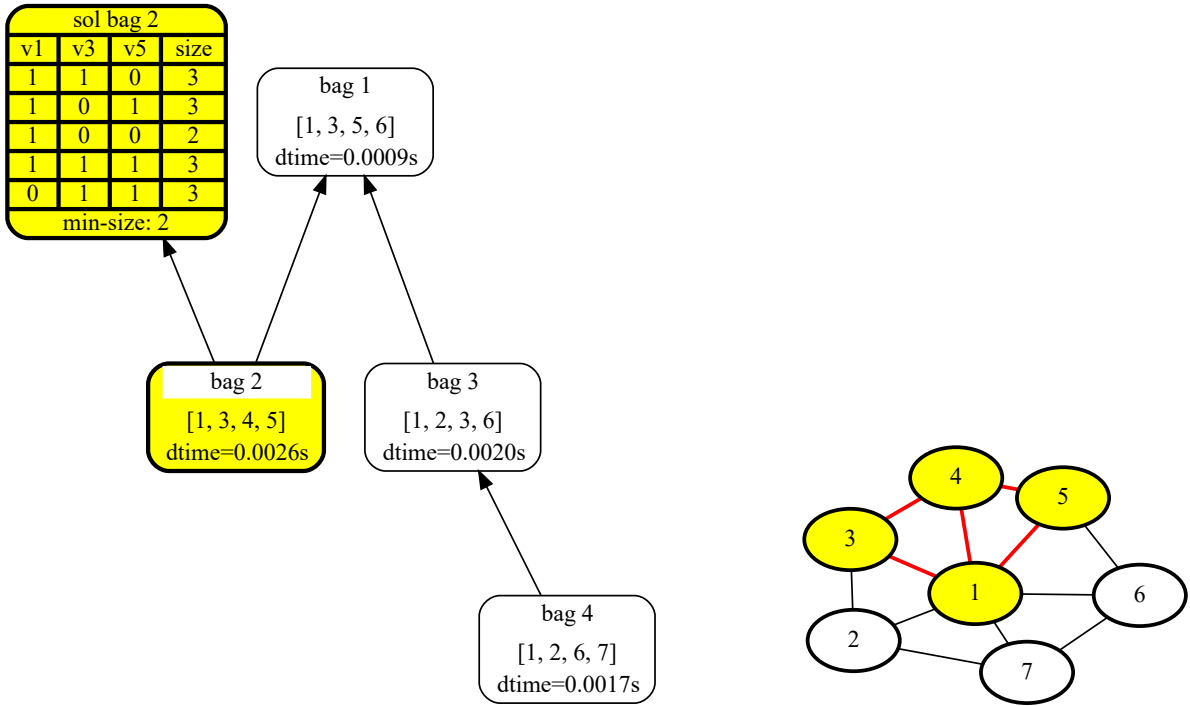 sol bag 2
v1 v3 v5 size
1 1 0 3
1 0 1 3
1 0 0 2
1 1 1 3
0 1 1 3
min-size: 2
bag 1
[1, 3, 5, 6]
dtime=0.0009s
bag 2
[1, 3, 4, 5]
dtime=0.0026s
bag 3
[1, 2, 3, 6]
dtime=0.0020s
bag 4
[1, 2, 6, 7]
dtime=0.0017s
4
5
3
1
6
2
7